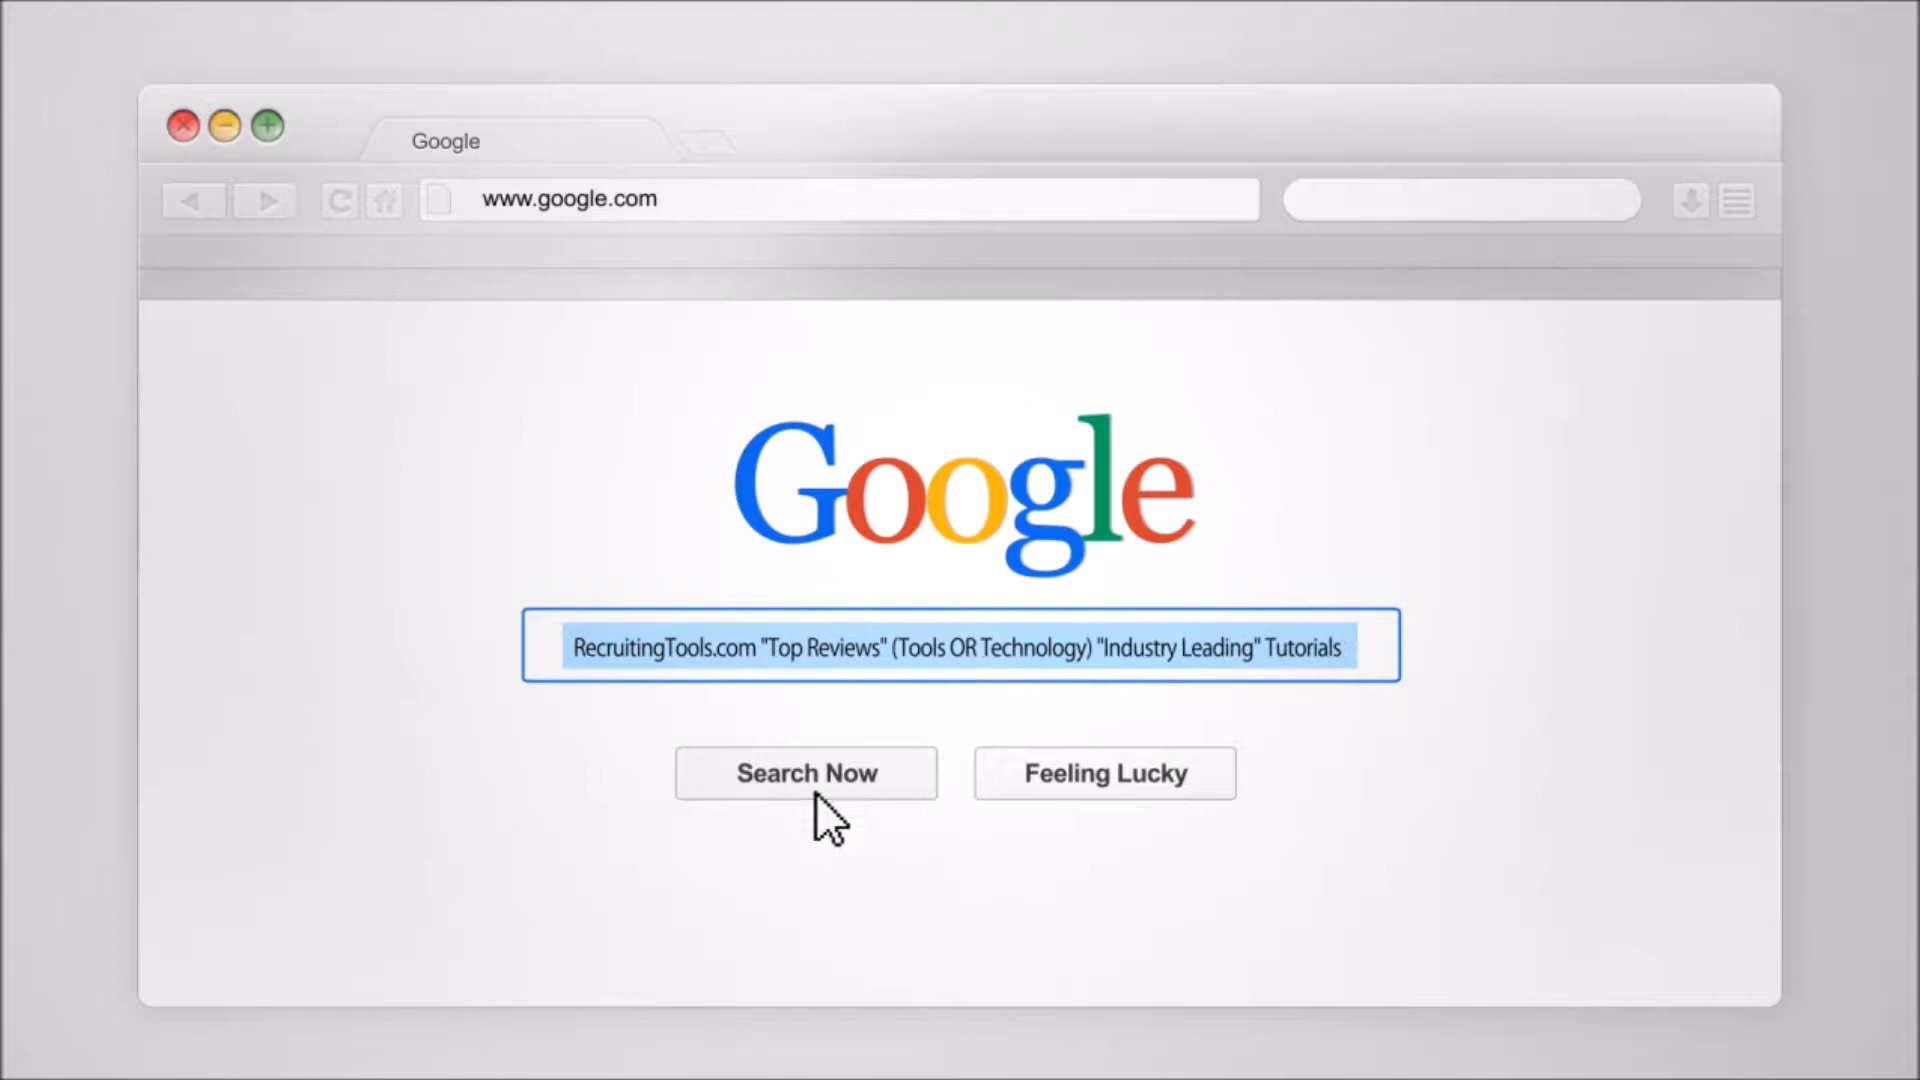 Google
www.google.com
Google
RecruitingTools.com "Top Reviews" (Tools OR Technology) "Industry Leading" Tutorials
Search Now
Feeling Lucky